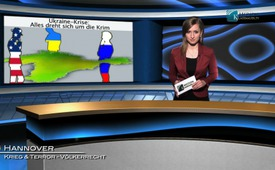 Ukraine-Krise:
Alles dreht sich um die Krim
Hannover
Krieg & Terror - Völkerrecht